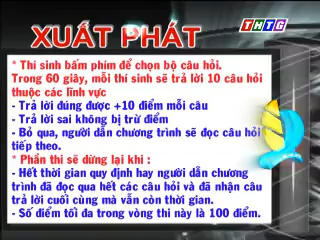 THTG
XUẤT PHÁT
* Thí sinh bấm phím để chọn bộ câu hỏi.
Trong 60 giây, mỗi thí sinh sẽ trả lời 10 câu hỏi
thuộc các lĩnh vực
- Trả lời đúng được +10 điểm mỗi câu
- Trả lời sai không bị trừ điểm
- Bỏ qua, người dẫn chương trình sẽ đọc câu hỏi
tiếp theo.
* Phần thi sẽ dừng lại khi :
- Hết thời gian quy định hay người dẫn chương
trình đã đọc qua hết các câu hỏi và đã nhận câu
trả lời cuối cùng mà vẫn còn thời gian.
- Số điểm tối đa trong vòng thi này là 100 điểm.